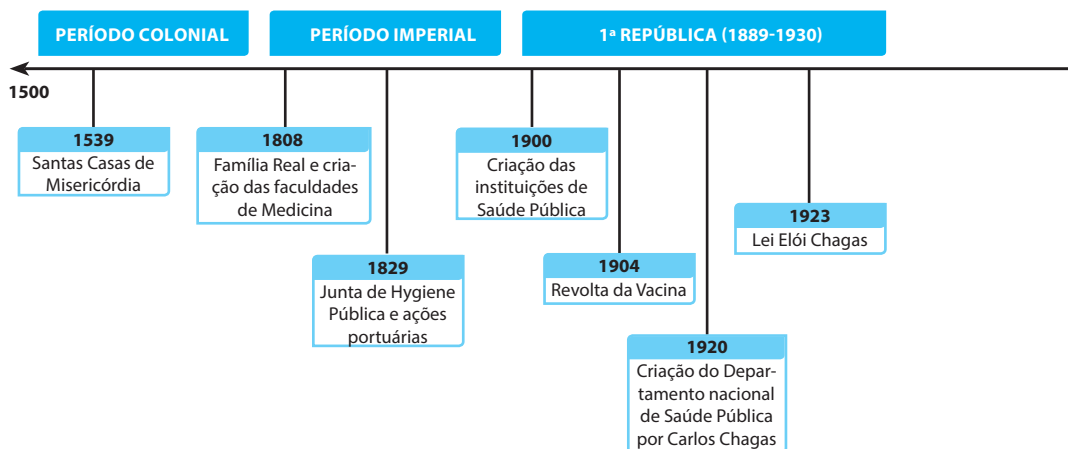 PERÍODO COLONIAL
PERÍODO IMPERIAL
1ª REPÚBLICA (1889-1930)
1500
1539
Santas Casas de
Misericórdia
1808
Família Real e cria-
ção das faculdades
de Medicina
1829
Junta de Hygiene
Pública e ações
portuárias
1900
Criação das
instituições de
Saúde Pública
1904
Revolta da Vacina
1920
Criação do Depar-
tamento nacional
de Saúde Pública
por Carlos Chagas
1923
Lei Elói Chagas